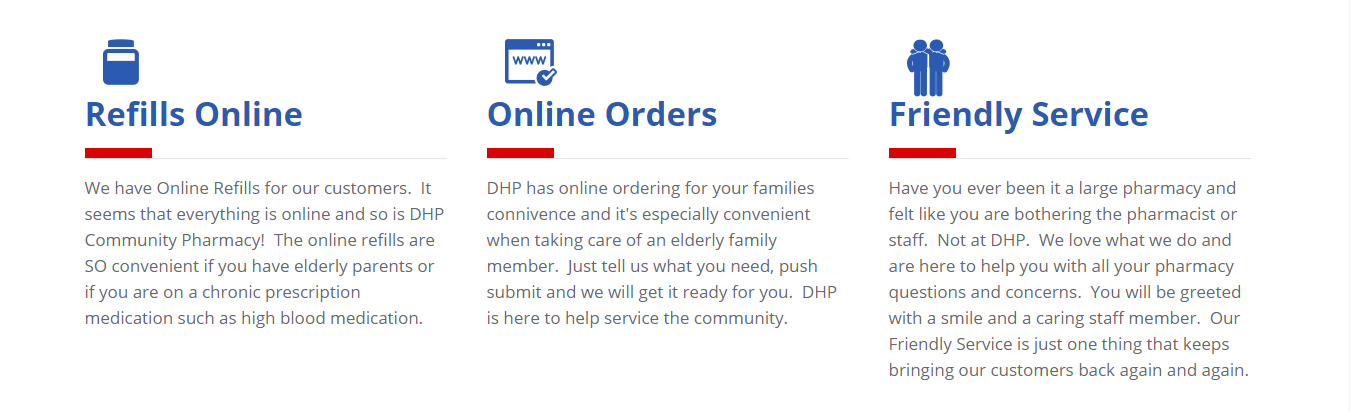 www
Refills Online
We have Online Refills for our customers.  It
seems that everything is online and so is DHP
Community Pharmacy!  The online refills are
SO convenient if you have elderly parents or
if you are on a chronic prescription
medication such as high blood medication.
Online Orders
DHP has online ordering for your families
connivence and it's especially convenient
when taking care of an elderly family
member.  Just tell us what you need, push
submit and we will get it ready for you.  DHP
is here to help service the community.
Friendly Service
Have you ever been it a large pharmacy and
felt like you are bothering the pharmacist or
staff.  Not at DHP.  We love what we do and
are here to help you with all your pharmacy
questions and concerns.  You will be greeted
with a smile and a caring staff member.  Our
Friendly Service is just one thing that keeps
bringing our customers back again and again.